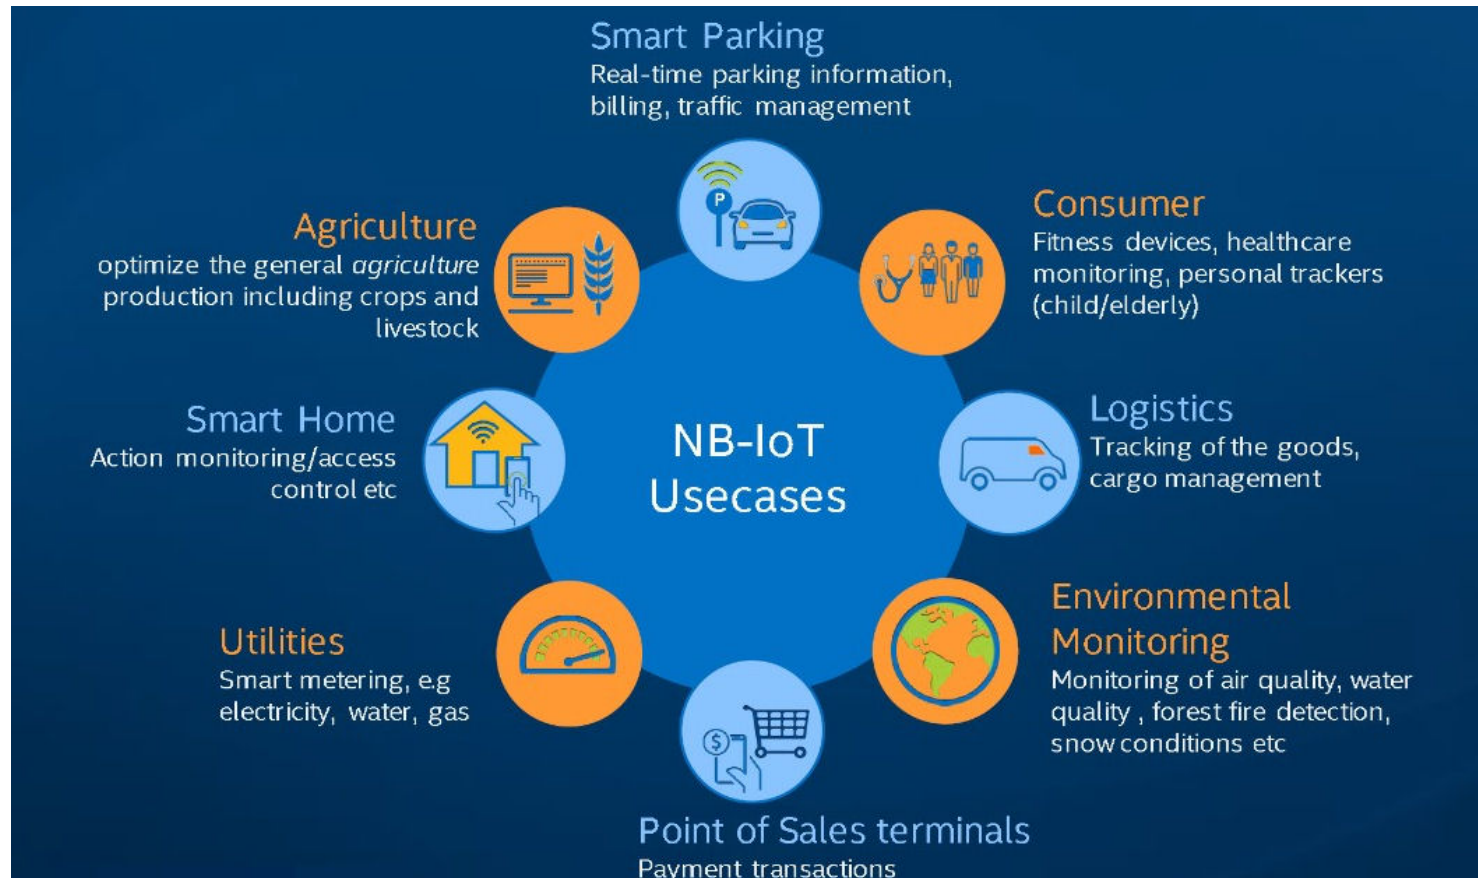 Smart Parking
Real-time parking information,
billing, traffic management
P
Consumer
Fitness devices, healthcare
monitoring, personal trackers
(child/elderly)
Agriculture
optimize the general agriculture
production including crops and
livestock
Smart Home
Action monitoring/access
control etc
NB-IoT
Usecases
Logistics
Tracking of the goods,
cargo management
Utilities
Smart metering, e.g
electricity, water, gas
Environmental
Monitoring
Monitoring of air quality, water
quality , forest fire detection,
snow conditions etc
$
Point of Sales terminals
Payment transactions